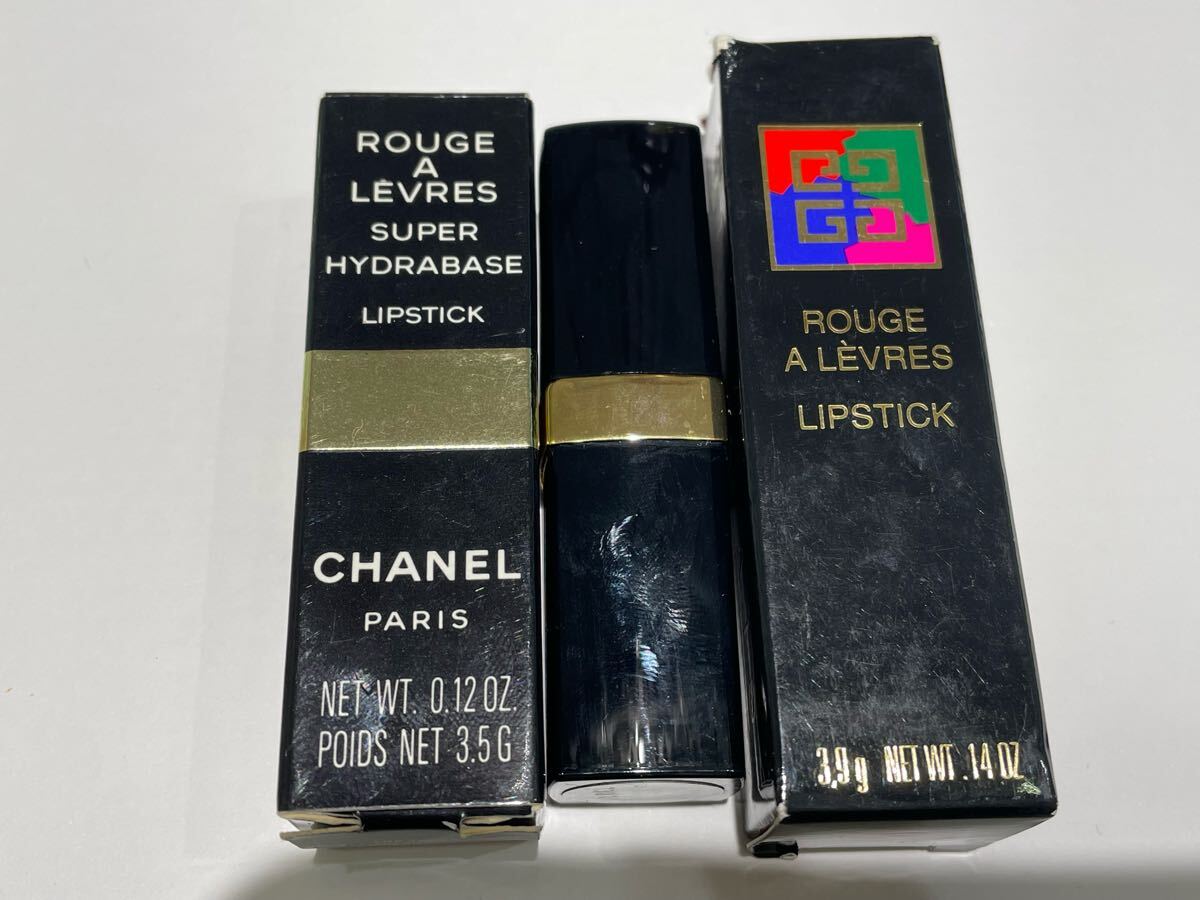 ROUGE
A
LÈVRES
SUPER
HYDRABASE
LIPSTICK
CHANEL
PARIS
NET WT. 0.12 OZ.
POIDS NET 3.5 G
ROUGE
A LÈVRES
LIPSTICK
3,9 g NET WT .14 OZ